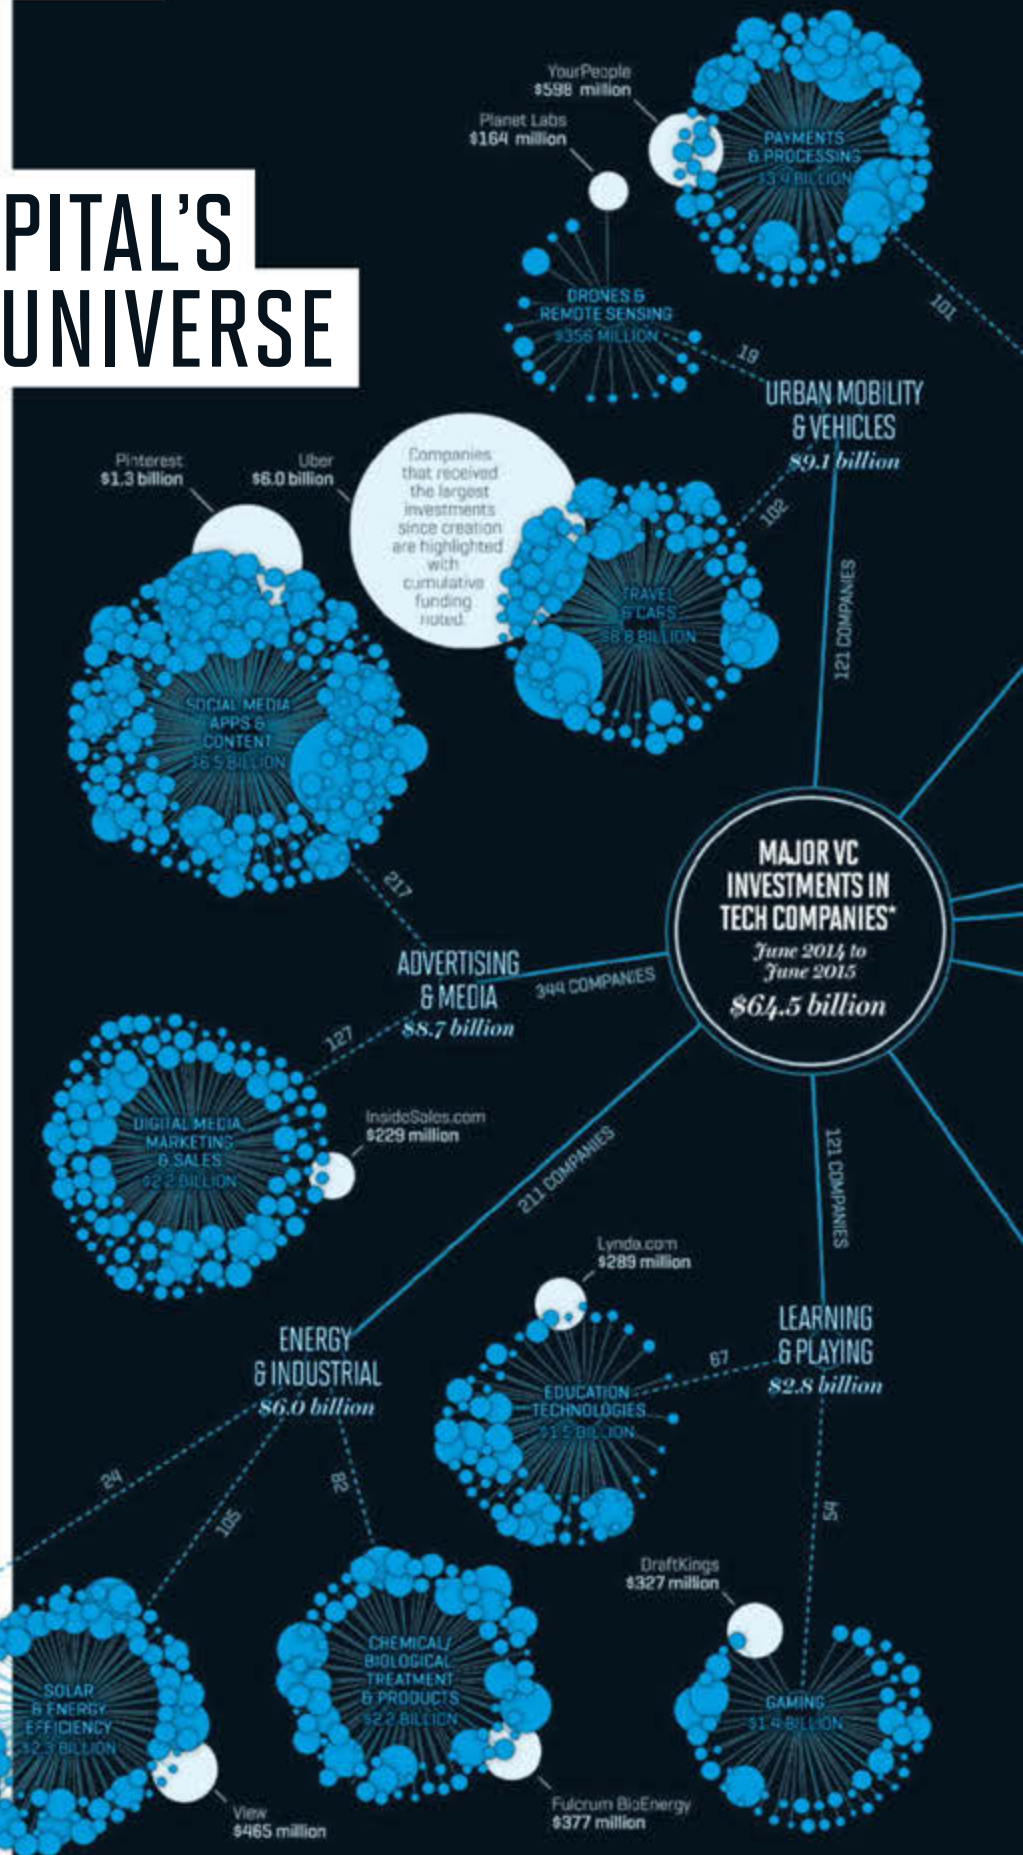 PITAL'S
UNIVERSE
YourPeople
$598 million
Planet Labs
$164 million
PAYMENTS
& PROCESSING
$3.4 BILLION
101
DRONES &
REMOTE SENSING
$356 MILLION
19
URBAN MOBILITY
& VEHICLES
$9.1 billion
102
121 COMPANIES
Pinterest
$1.3 billion
Uber
$6.0 billion
Companies
that received
the largest
investments
since creation
are highlighted
with
cumulative
funding
noted.
TRAVEL
& CARS
$8.8 BILLION
SOCIAL MEDIA
APPS &
CONTENT
$6.5 BILLION
217
MAJOR VC
INVESTMENTS IN
TECH COMPANIES*
June 2014 to
June 2015
$64.5 billion
ADVERTISING
& MEDIA
$8.7 billion
344 COMPANIES
127
DIGITAL MEDIA,
MARKETING
& SALES
$2.2 BILLION
InsideSales.com
$229 million
211 COMPANIES
121 COMPANIES
Lynda.com
$289 million
ENERGY
& INDUSTRIAL
$6.0 billion
LEARNING
& PLAYING
$2.8 billion
67
EDUCATION
TECHNOLOGIES
$1.5 BILLION
24
105
82
54
DraftKings
$327 million
CHEMICAL/
BIOLOGICAL
TREATMENT
& PRODUCTS
$2.2 BILLION
SOLAR
& ENERGY
EFFICIENCY
$2.3 BILLION
GAMING
$1.4 BILLION
View
$465 million
Fulcrum BioEnergy
$377 million